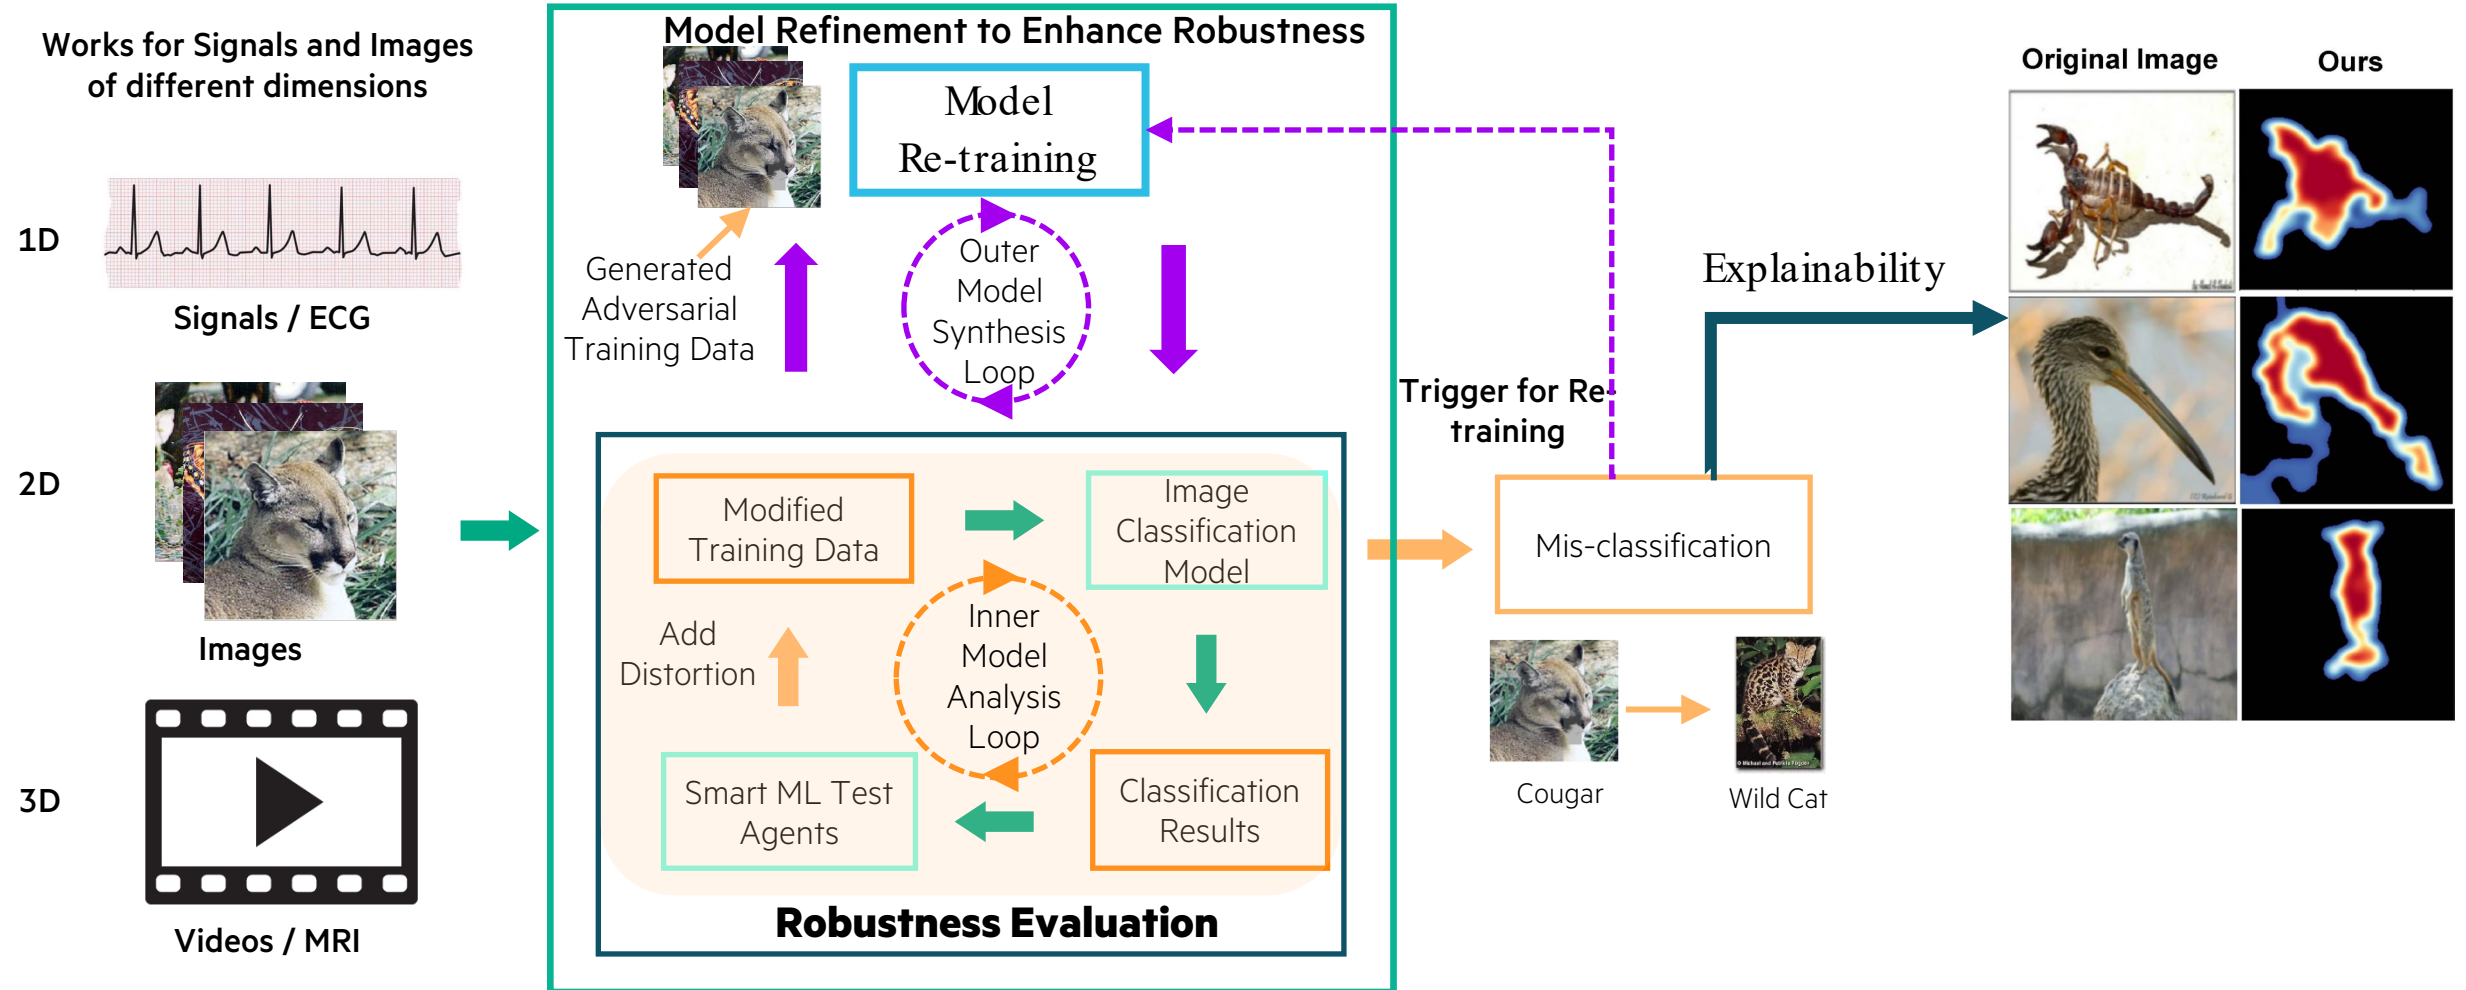 Works for Signals and Images
of different dimensions
1D
Signals / ECG
2D
Images
3D
Videos / MRI
Model Refinement to Enhance Robustness
Model
Re-training
Generated
Adversarial
Training Data
Outer
Model
Synthesis
Loop
Modified
Training Data
Image
Classification
Model
Add
Distortion
Inner
Model
Analysis
Loop
Smart ML Test
Agents
Classification
Results
Robustness Evaluation
Trigger for Re-
training
Mis-classification
Cougar
Wild Cat
Explainability
Original Image
Ours